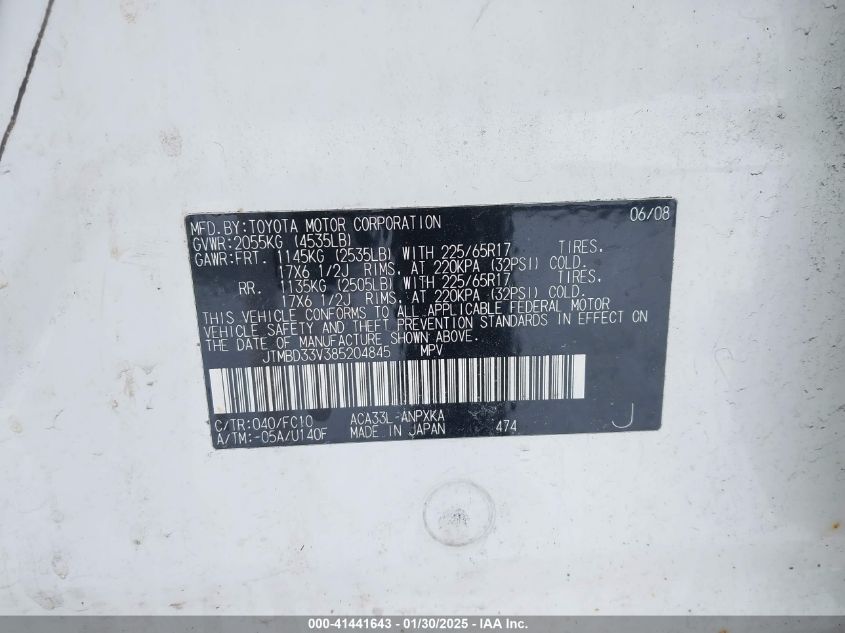 MFD.BY:TOYOTA MOTOR CORPORATION 06/08
GVWR:2055KG (4535LB)
GAWR:FRT. 1145KG (2535LB) WITH 225/65R17 TIRES,
17X6 1/2J RIMS, AT 220KPA (32PSI) COLD.
RR. 1135KG (2505LB) WITH 225/65R17 TIRES,
17X6 1/2J RIMS, AT 220KPA (32PSI) COLD.
THIS VEHICLE CONFORMS TO ALL APPLICABLE FEDERAL MOTOR
VEHICLE SAFETY AND THEFT PREVENTION STANDARDS IN EFFECT ON
THE DATE OF MANUFACTURE SHOWN ABOVE.
JTMBD33V385204845 MPV
C/TR:040/FC10 ACA33L-ANPXKA
A/TM:-05A/U140F MADE IN JAPAN 474 J
000-41441643 - 01/30/2025 - IAA Inc.